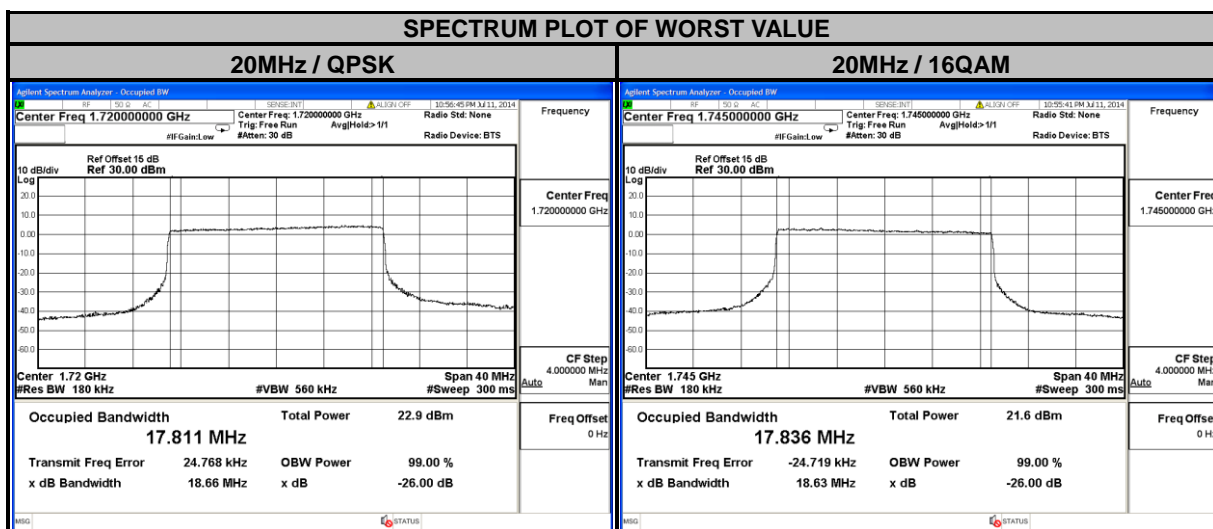 SPECTRUM PLOT OF WORST VALUE
20MHz / QPSK
20MHz / 16QAM
Agilent Spectrum Analyzer - Occupied BW
RF 50 Ω AC SENSE:INT ALIGN OFF 10:56:45 PM Jul 11, 2014
Center Freq 1.720000000 GHz
Center Freq: 1.720000000 GHz Radio Std: None
Trig: Free Run Avg|Hold:> 1/1
#IFGain:Low #Atten: 30 dB Radio Device: BTS
Frequency
Ref Offset 15 dB
10 dB/div Ref 30.00 dBm
Log
20.0
10.0
0.00
-10.0
-20.0
-30.0
-40.0
-50.0
-60.0
Center Freq
1.720000000 GHz
Center 1.72 GHz Span 40 MHz
#Res BW 180 kHz #VBW 560 kHz #Sweep 300 ms
CF Step
4.000000 MHz
Auto Man
Occupied Bandwidth Total Power 22.9 dBm
17.811 MHz
Transmit Freq Error 24.768 kHz OBW Power 99.00 %
x dB Bandwidth 18.66 MHz x dB -26.00 dB
Freq Offset
0 Hz
MSG STATUS
Agilent Spectrum Analyzer - Occupied BW
RF 50 Ω AC SENSE:INT ALIGN OFF 10:55:41 PM Jul 11, 2014
Center Freq 1.745000000 GHz
Center Freq: 1.745000000 GHz Radio Std: None
Trig: Free Run Avg|Hold:> 1/1
#IFGain:Low #Atten: 30 dB Radio Device: BTS
Frequency
Ref Offset 15 dB
10 dB/div Ref 30.00 dBm
Log
20.0
10.0
0.00
-10.0
-20.0
-30.0
-40.0
-50.0
-60.0
Center Freq
1.745000000 GHz
Center 1.745 GHz Span 40 MHz
#Res BW 180 kHz #VBW 560 kHz #Sweep 300 ms
CF Step
4.000000 MHz
Auto Man
Occupied Bandwidth Total Power 21.6 dBm
17.836 MHz
Transmit Freq Error -24.719 kHz OBW Power 99.00 %
x dB Bandwidth 18.63 MHz x dB -26.00 dB
Freq Offset
0 Hz
MSG STATUS